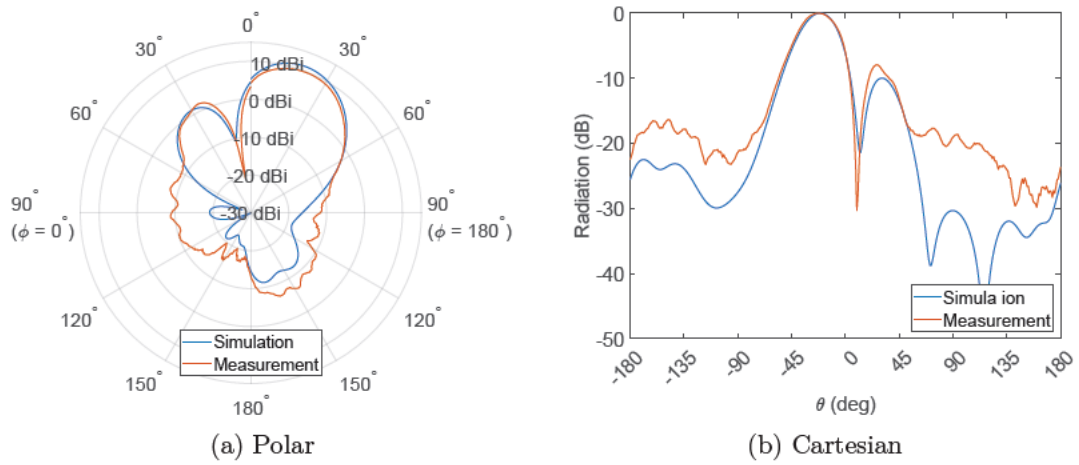 0°
30°
30°
60°
60°
90°
(ϕ = 0°)
90°
(ϕ = 180°)
120°
120°
150°
150°
180°
10 dBi
0 dBi
-10 dBi
-20 dBi
-30 dBi
Simulation
Measurement
(a) Polar
0
-10
-20
-30
-40
-50
Radiation (dB)
-180
-135
-90
-45
0
45
90
135
180
θ (deg)
Simula ion
Measurement
(b) Cartesian